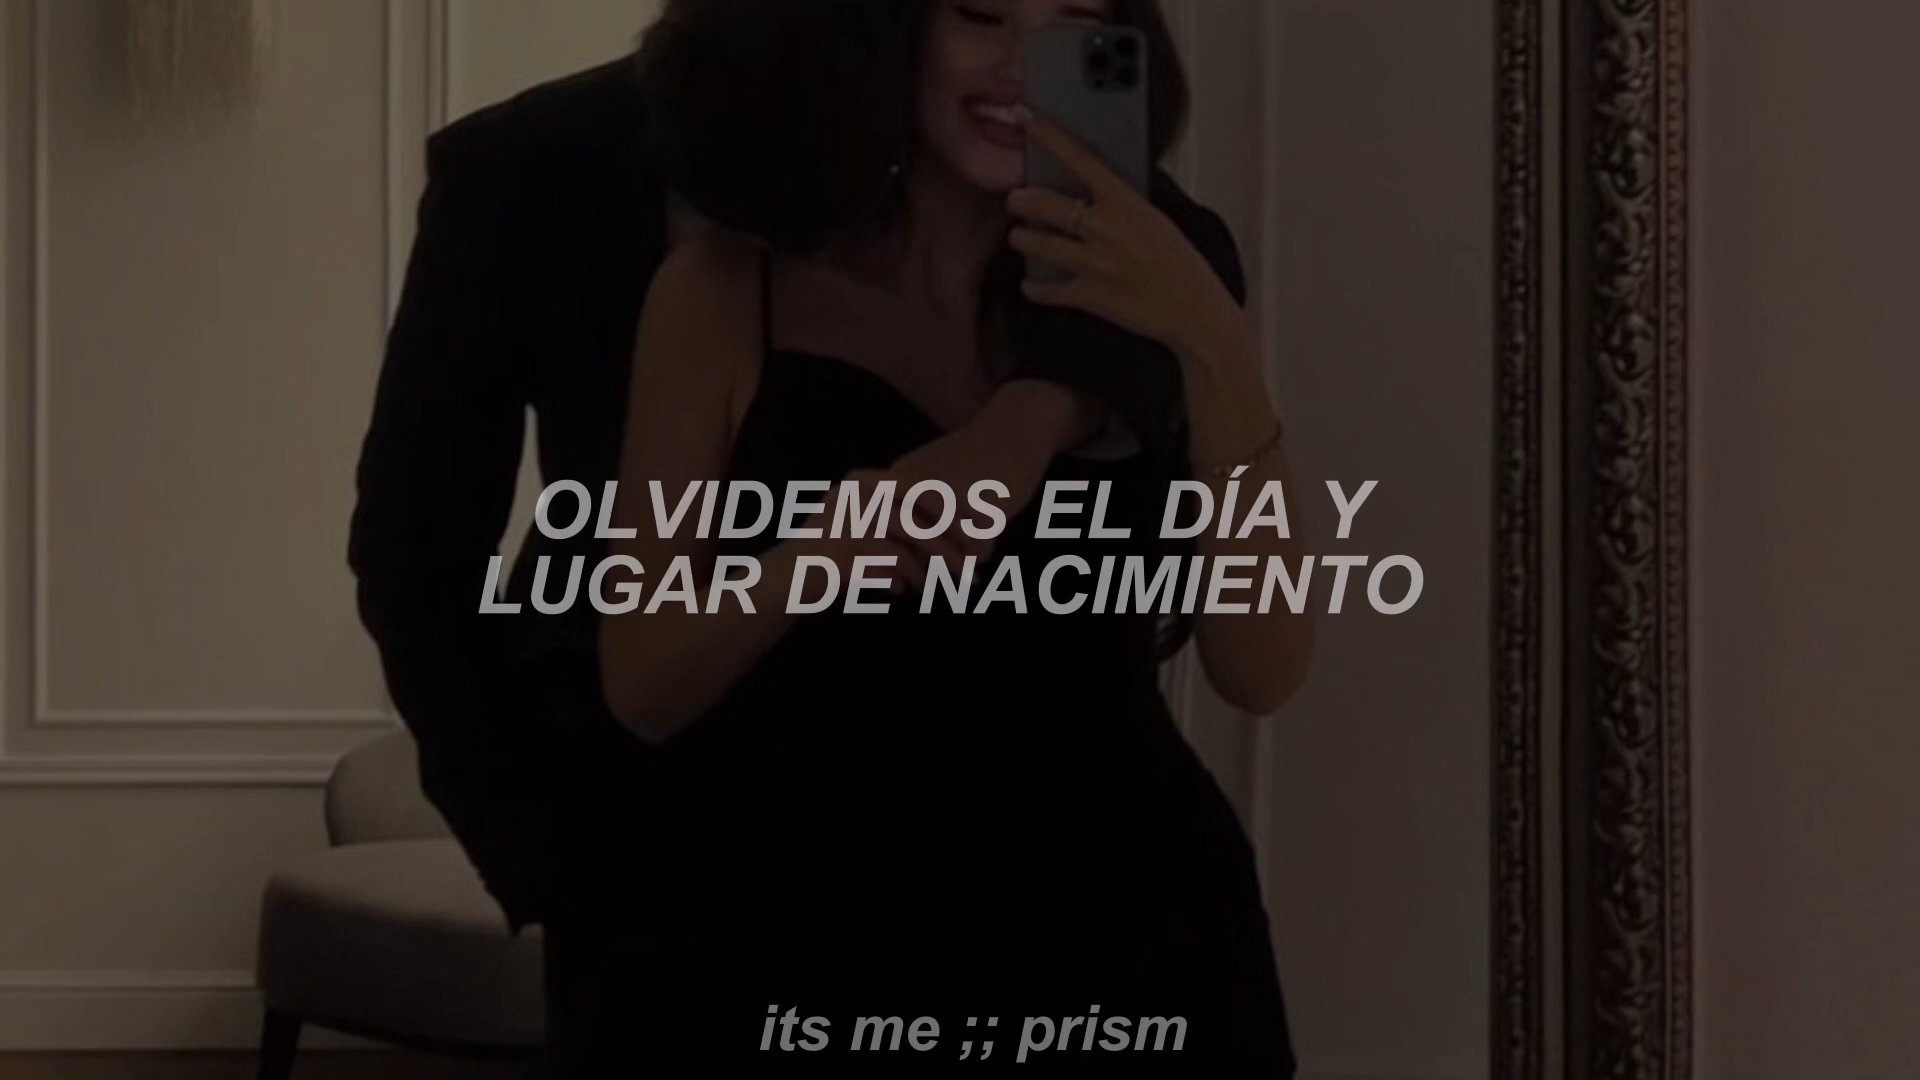 OLVIDEMOS EL DÍA Y
LUGAR DE NACIMIENTO
its me ;; prism